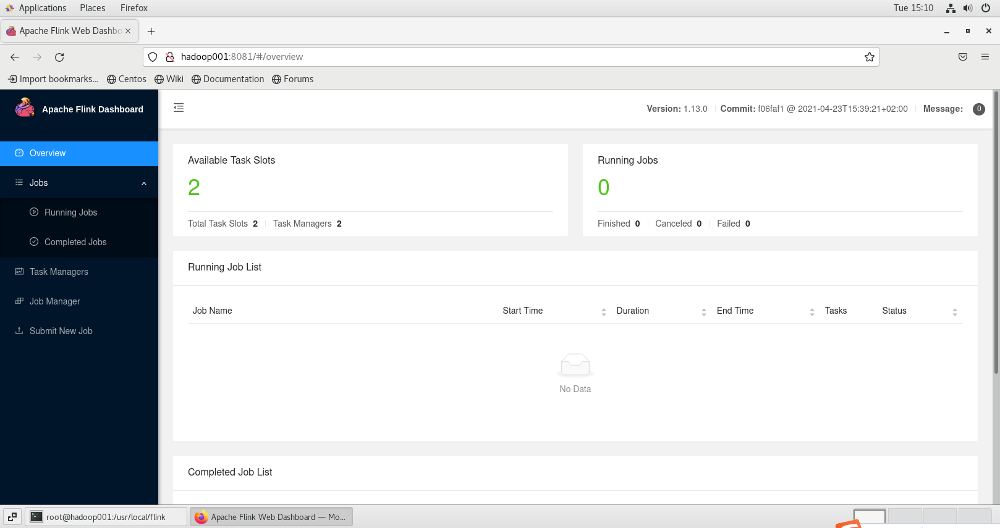 Applications Places Firefox Tue 15:10
Apache Flink Web Dashbo
hadoop001:8081/#/overview
Import bookmarks... Centos Wiki Documentation Forums
Apache Flink Dashboard
Version: 1.13.0 Commit: f06faf1 @ 2021-04-23T15:39:21+02:00 Message: 0
Overview
Jobs
Running Jobs
Completed Jobs
Task Managers
Job Manager
Submit New Job
Available Task Slots
2
Total Task Slots 2 Task Managers 2
Running Jobs
0
Finished 0 Canceled 0 Failed 0
Running Job List
Job Name Start Time Duration End Time Tasks Status
No Data
Completed Job List
root@hadoop001:/usr/local/flink Apache Flink Web Dashboard — Mo...